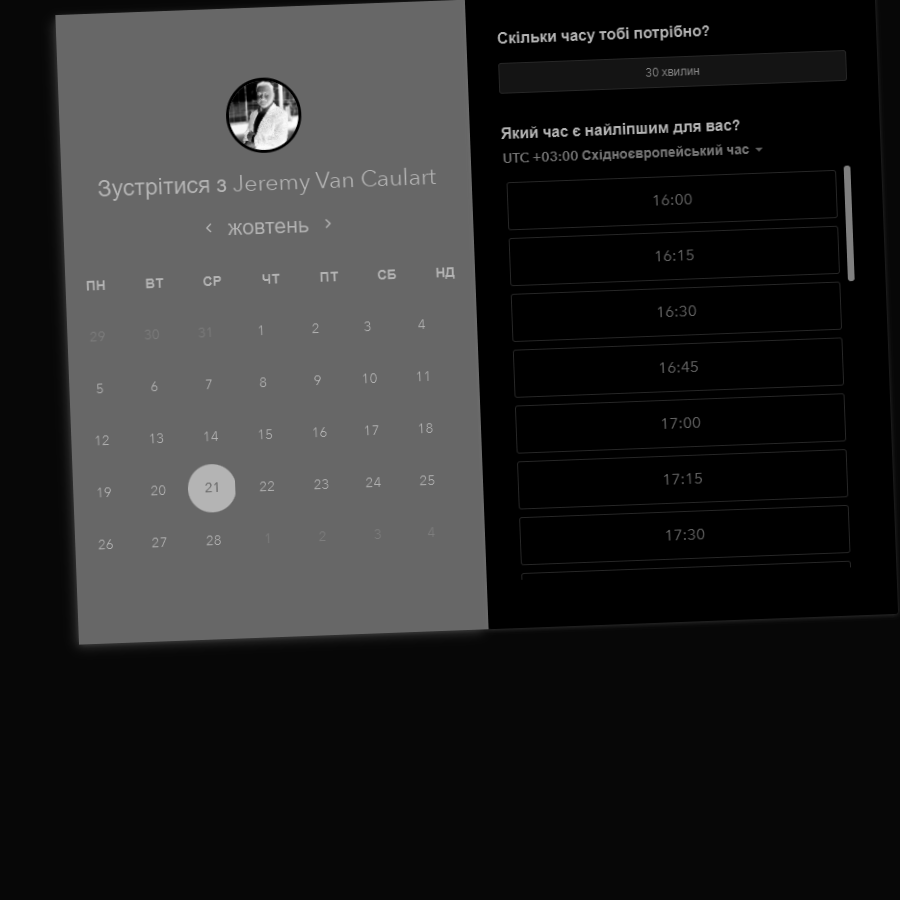 Зустрітися з Jeremy Van Caulart
жовтень
ПН ВТ СР ЧТ ПТ СБ НД
29 30 31 1 2 3 4
5 6 7 8 9 10 11
12 13 14 15 16 17 18
19 20 21 22 23 24 25
26 27 28 1 2 3 4
Скільки часу тобі потрібно?
30 хвилин
Який час є найліпшим для вас?
UTC +03:00 Східноєвропейський час
16:00
16:15
16:30
16:45
17:00
17:15
17:30